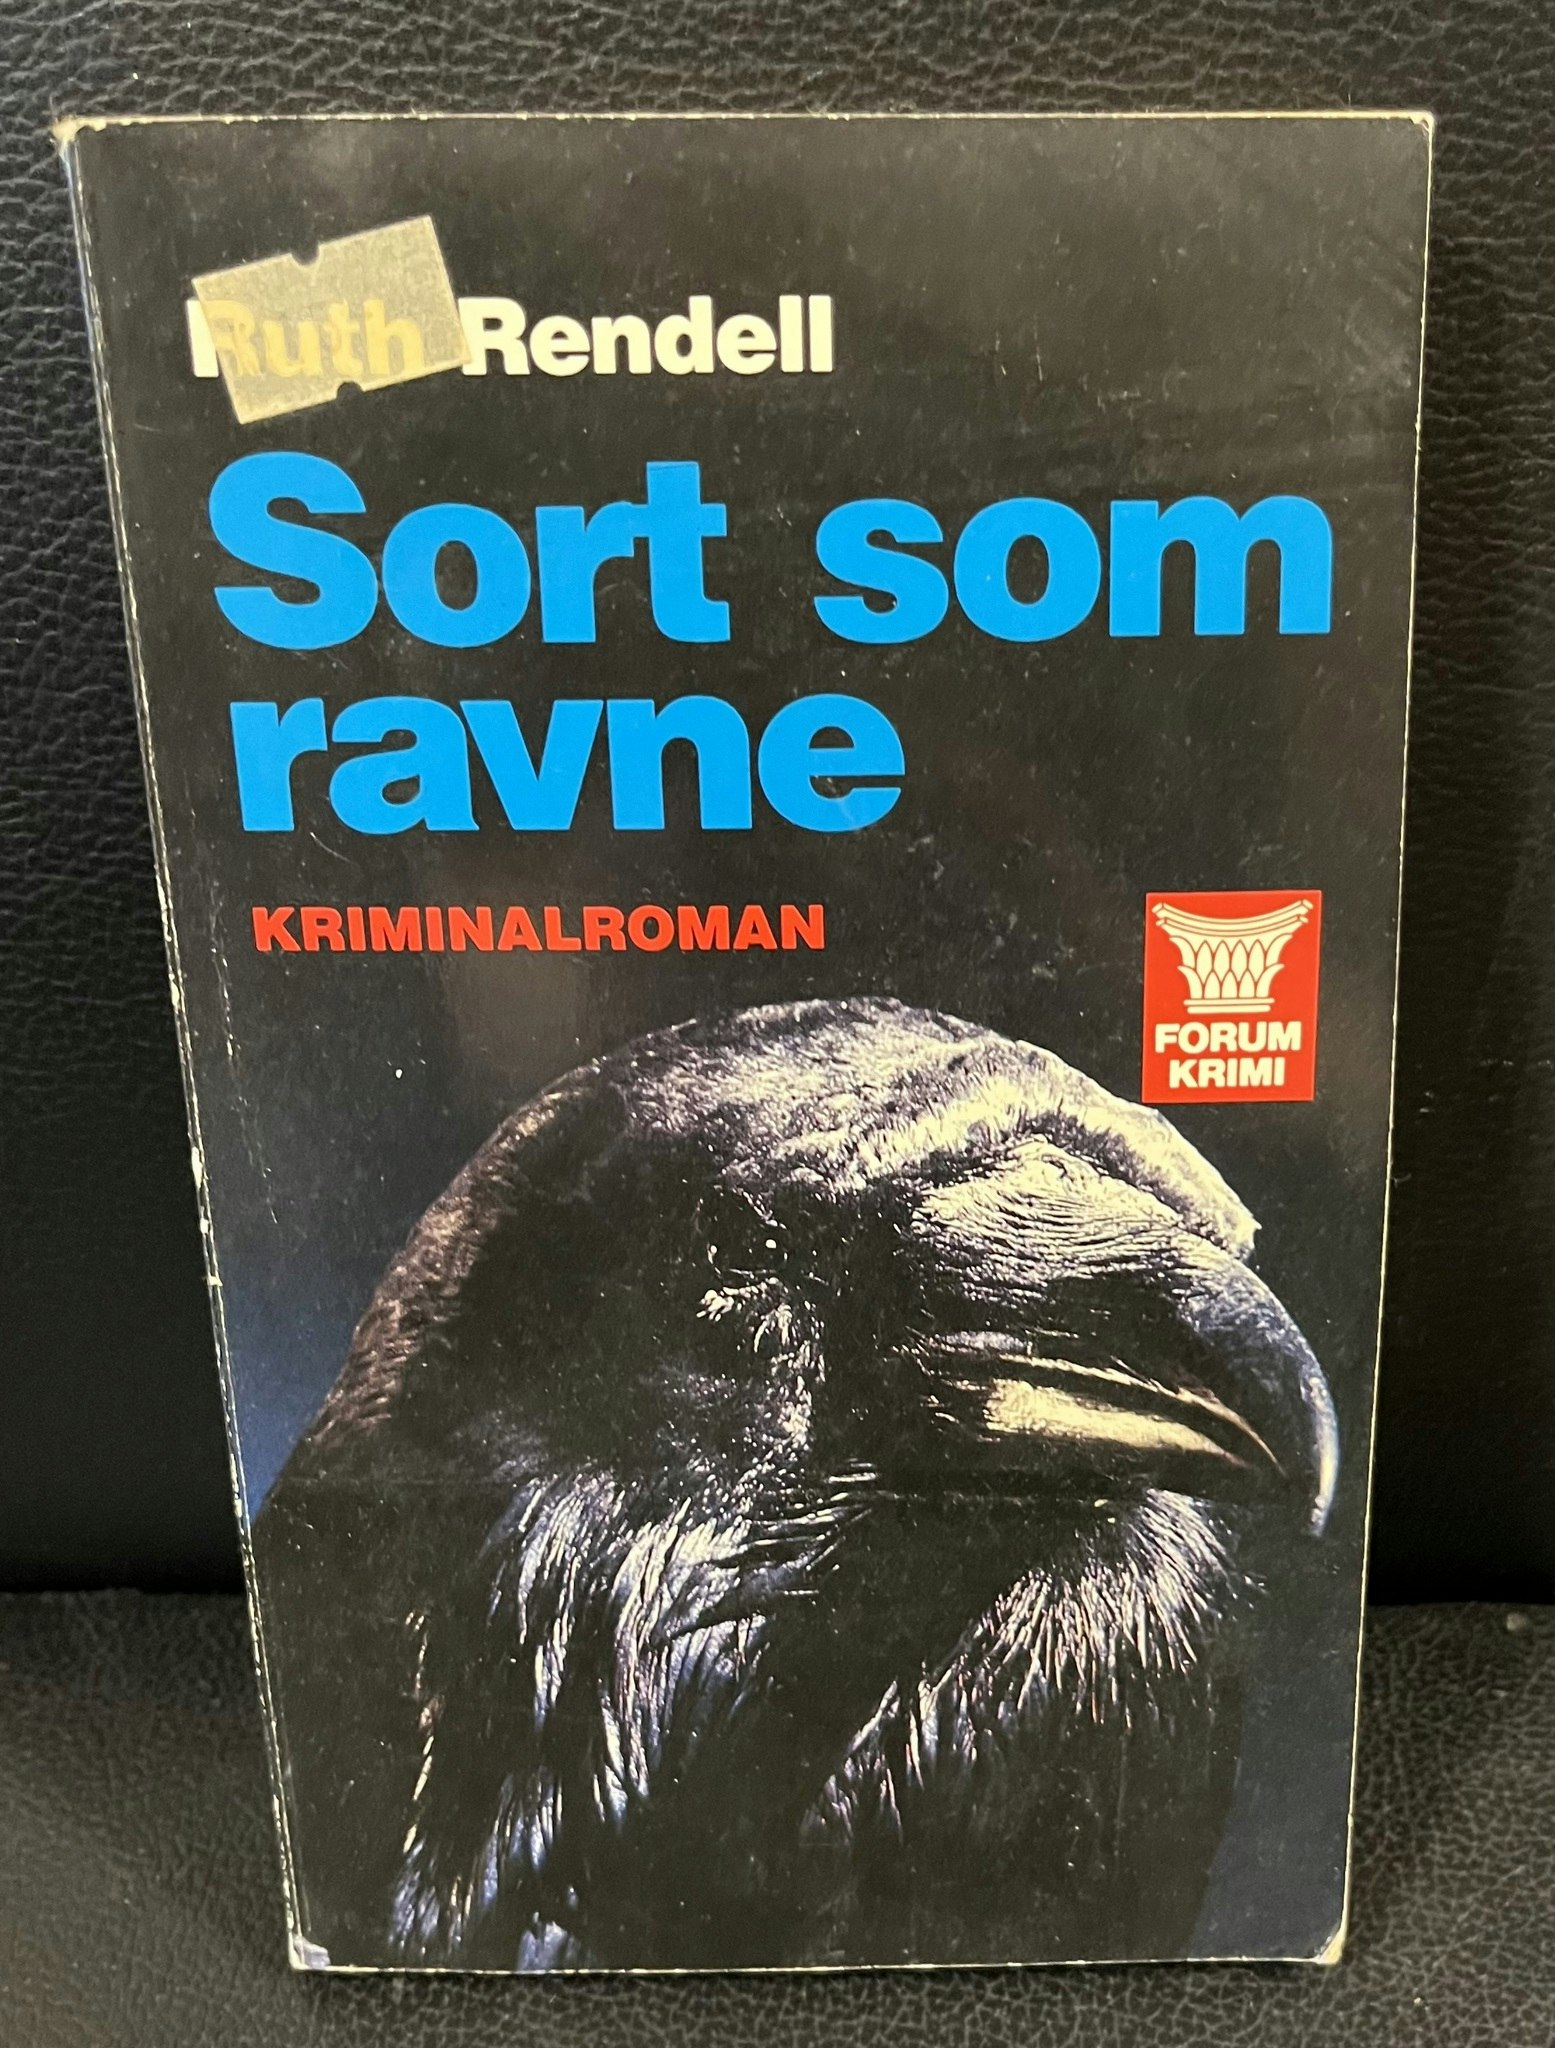 Ruth Rendell
Sort som
ravne
KRIMINALROMAN
FORUM
KRIMI